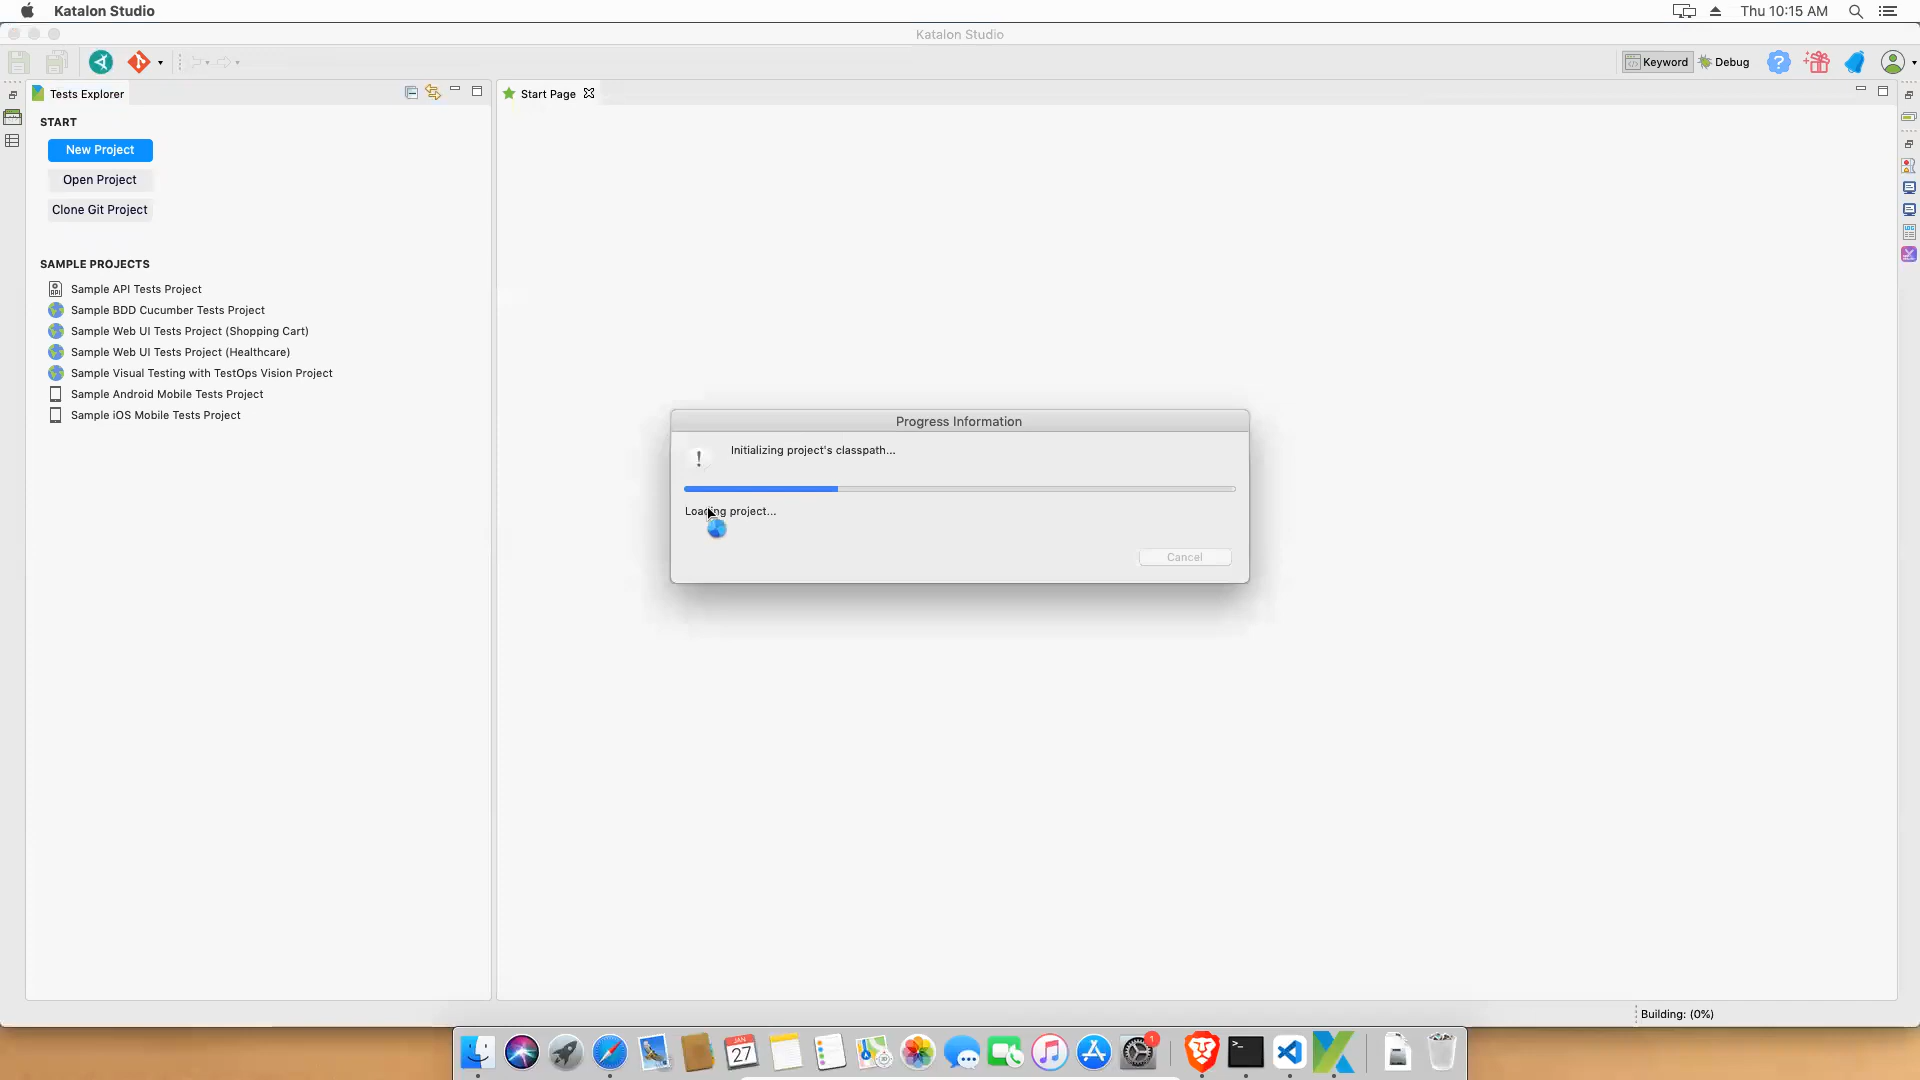 Katalon Studio
Thu 10:15 AM
Katalon Studio
Keyword
Debug
Tests Explorer
Start Page
START
New Project
Open Project
Clone Git Project
SAMPLE PROJECTS
Sample API Tests Project
Sample BDD Cucumber Tests Project
Sample Web UI Tests Project (Shopping Cart)
Sample Web UI Tests Project (Healthcare)
Sample Visual Testing with TestOps Vision Project
Sample Android Mobile Tests Project
Sample iOS Mobile Tests Project
Progress Information
Initializing project's classpath...
Loading project...
Cancel
Building: (0%)
JAN
27
1